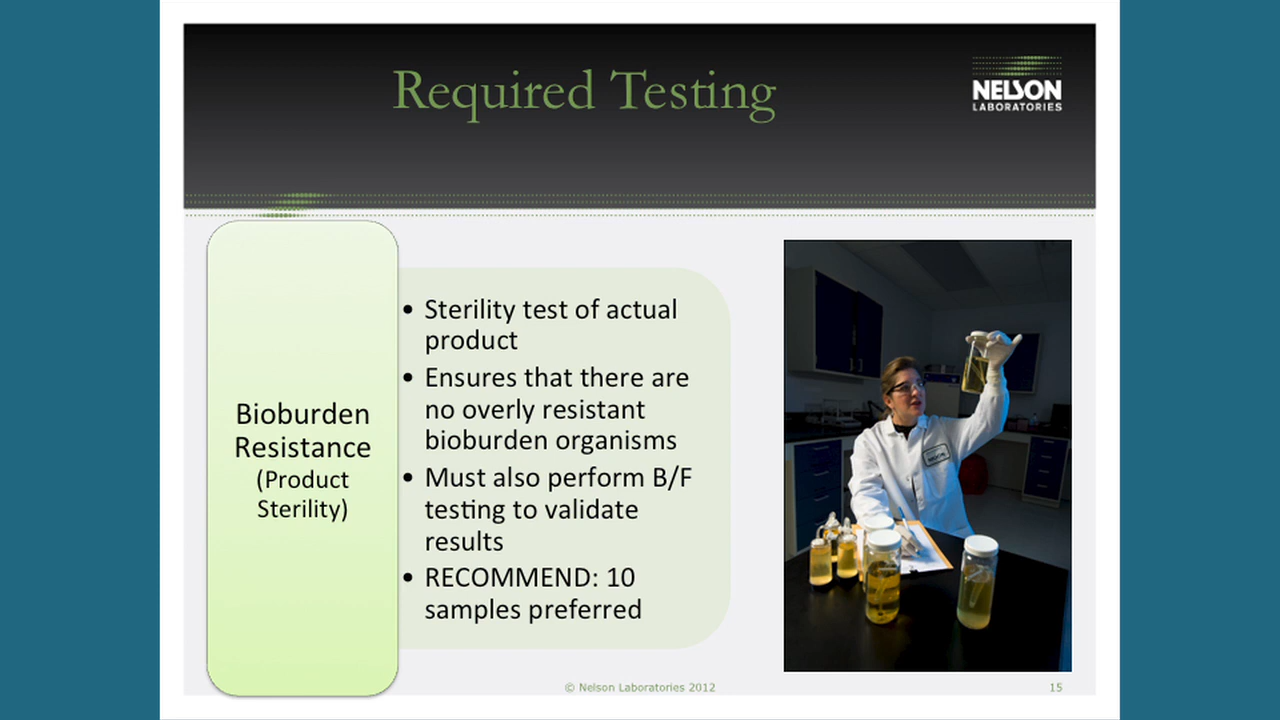 Required Testing
NELSON
LABORATORIES
Bioburden
Resistance
(Product
Sterility)
• Sterility test of actual
product
• Ensures that there are
no overly resistant
bioburden organisms
• Must also perform B/F
testing to validate
results
• RECOMMEND: 10
samples preferred
© Nelson Laboratories 2012
15